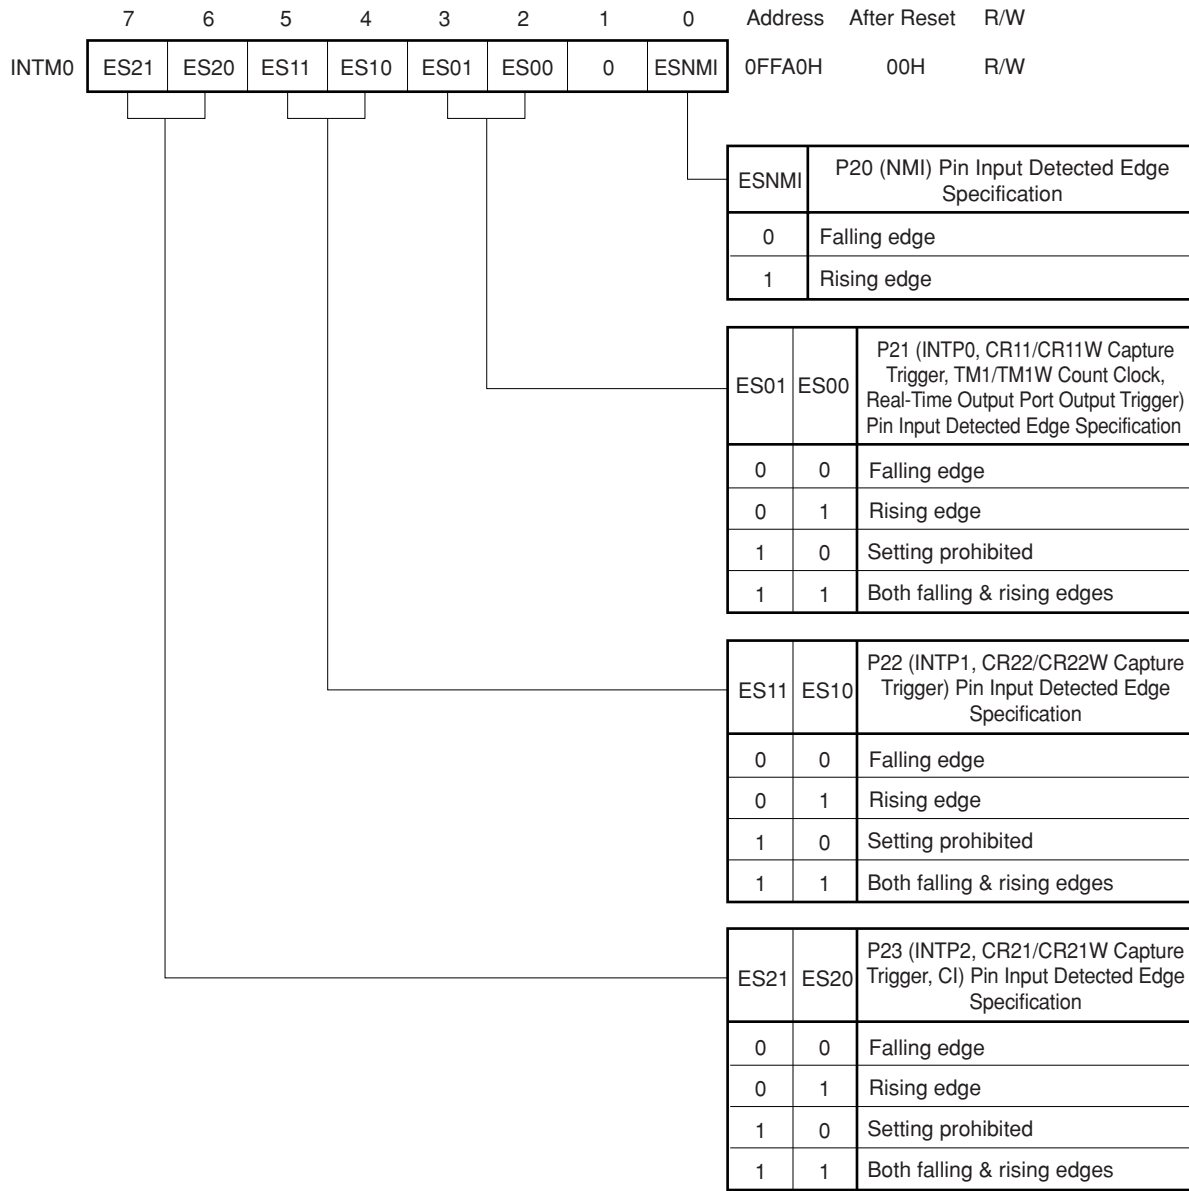 7 6 5 4 3 2 1 0 Address After Reset R/W
INTM0 ES21 ES20 ES11 ES10 ES01 ES00 0 ESNMI 0FFA0H 00H R/W
ESNMI P20 (NMI) Pin Input Detected Edge
Specification
0 Falling edge
1 Rising edge
ES01 ES00 P21 (INTP0, CR11/CR11W Capture
Trigger, TM1/TM1W Count Clock,
Real-Time Output Port Output Trigger)
Pin Input Detected Edge Specification
0 0 Falling edge
0 1 Rising edge
1 0 Setting prohibited
1 1 Both falling & rising edges
ES11 ES10 P22 (INTP1, CR22/CR22W Capture
Trigger) Pin Input Detected Edge
Specification
0 0 Falling edge
0 1 Rising edge
1 0 Setting prohibited
1 1 Both falling & rising edges
ES21 ES20 P23 (INTP2, CR21/CR21W Capture
Trigger, CI) Pin Input Detected Edge
Specification
0 0 Falling edge
0 1 Rising edge
1 0 Setting prohibited
1 1 Both falling & rising edges